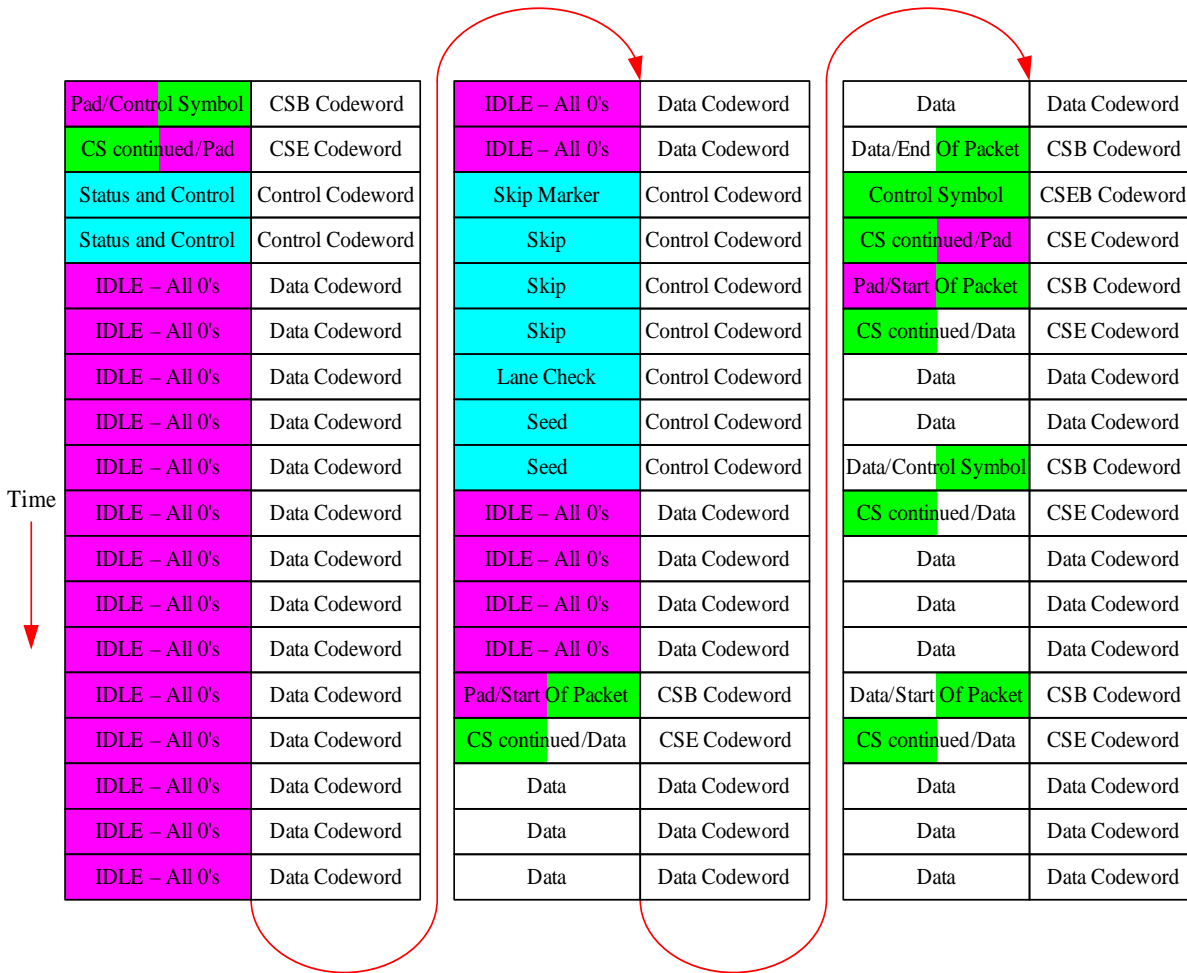 Pad/Control Symbol CSB Codeword
CS continued/Pad CSE Codeword
Status and Control Control Codeword
Status and Control Control Codeword
IDLE – All 0's Data Codeword
IDLE – All 0's Data Codeword
IDLE – All 0's Data Codeword
IDLE – All 0's Data Codeword
IDLE – All 0's Data Codeword
Time
IDLE – All 0's Data Codeword
IDLE – All 0's Data Codeword
IDLE – All 0's Data Codeword
IDLE – All 0's Data Codeword
IDLE – All 0's Data Codeword
IDLE – All 0's Data Codeword
IDLE – All 0's Data Codeword
IDLE – All 0's Data Codeword
IDLE – All 0's Data Codeword
IDLE – All 0's Data Codeword
IDLE – All 0's Data Codeword
Skip Marker Control Codeword
Skip Control Codeword
Skip Control Codeword
Skip Control Codeword
Lane Check Control Codeword
Seed Control Codeword
Seed Control Codeword
IDLE – All 0's Data Codeword
IDLE – All 0's Data Codeword
IDLE – All 0's Data Codeword
IDLE – All 0's Data Codeword
Pad/Start Of Packet CSB Codeword
CS continued/Data CSE Codeword
Data Data Codeword
Data Data Codeword
Data Data Codeword
Data Data Codeword
Data/End Of Packet CSB Codeword
Control Symbol CSEB Codeword
CS continued/Pad CSE Codeword
Pad/Start Of Packet CSB Codeword
CS continued/Data CSE Codeword
Data Data Codeword
Data Data Codeword
Data/Control Symbol CSB Codeword
CS continued/Data CSE Codeword
Data Data Codeword
Data Data Codeword
Data Data Codeword
Data/Start Of Packet CSB Codeword
CS continued/Data CSE Codeword
Data Data Codeword
Data Data Codeword
Data Data Codeword